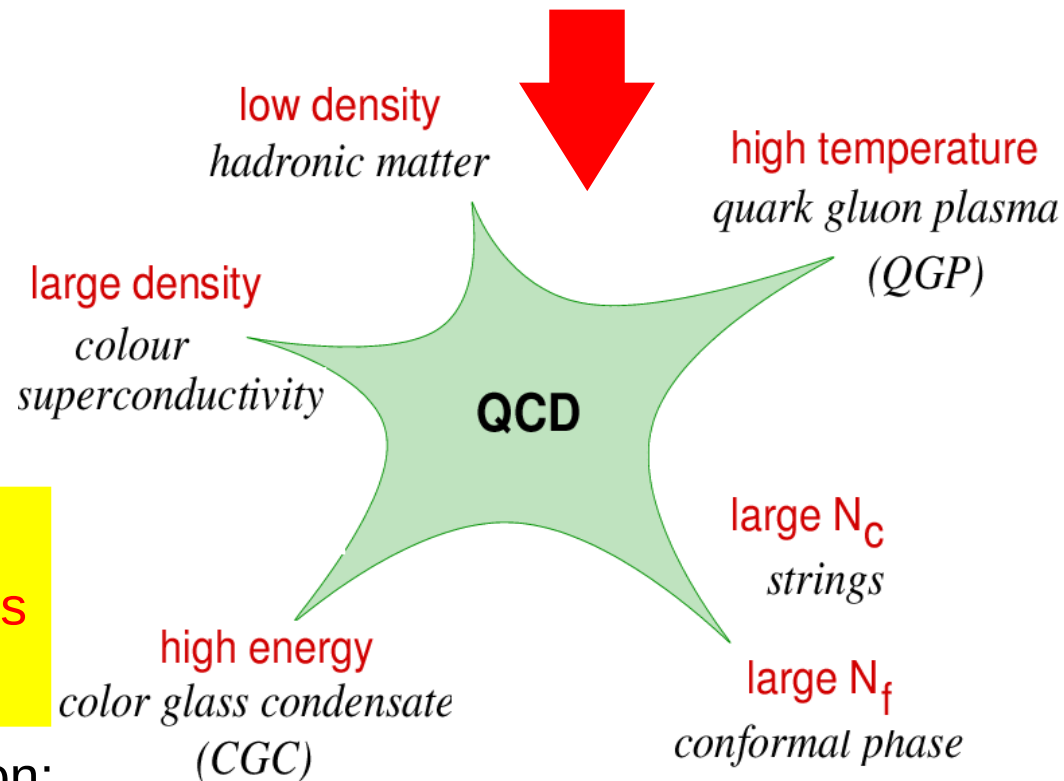 low density
hadronic matter
high temperature
quark gluon plasma
(QGP)
large density
colour
superconductivity
QCD
large Nc
strings
s
high energy
color glass condensate
(CGC)
large Nf
conformal phase
on: